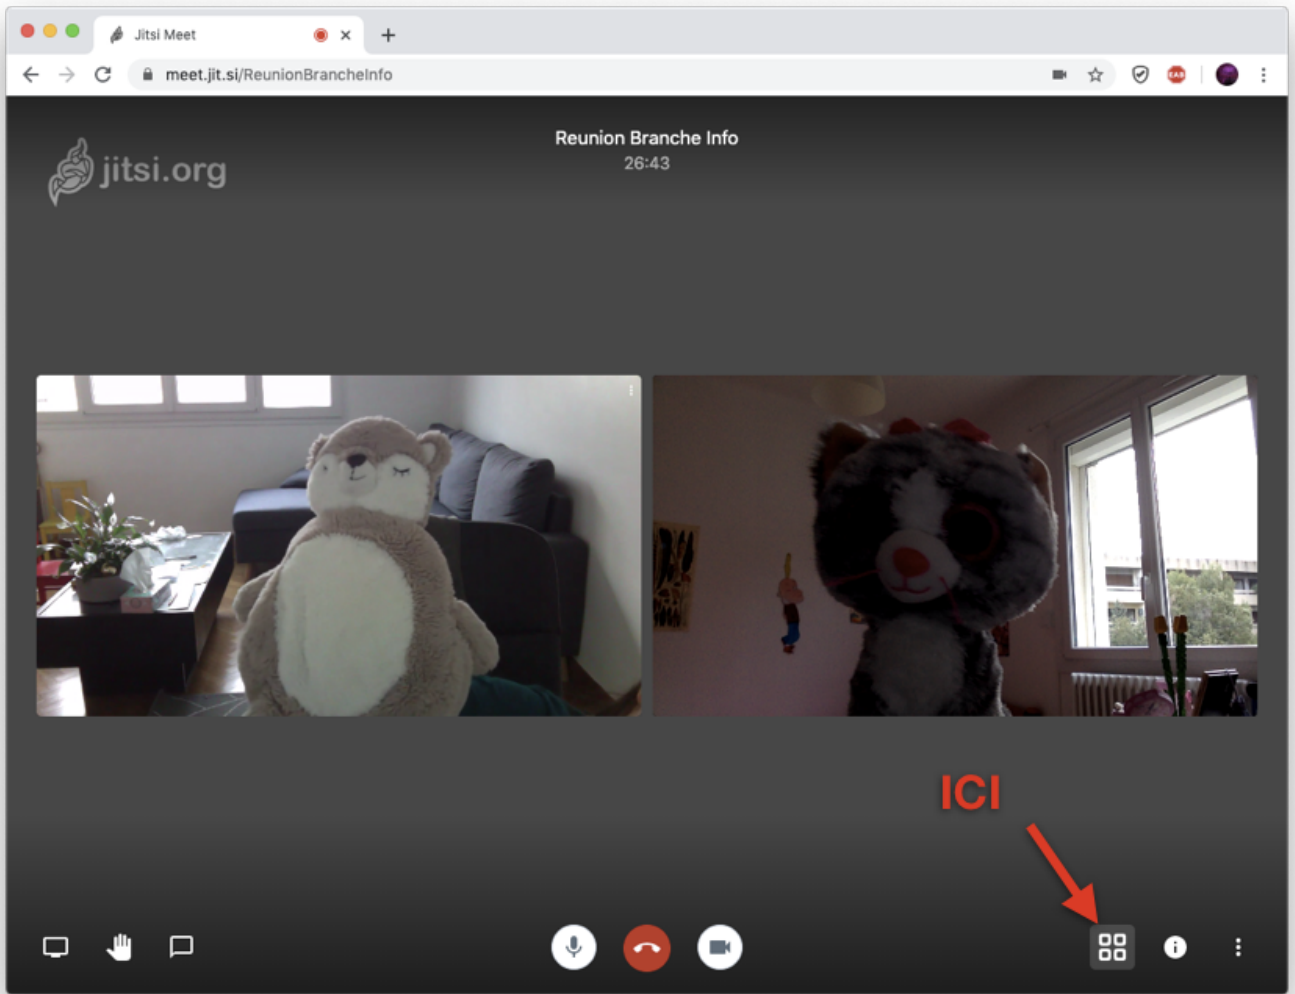 Jitsi Meet
meet.jit.si/ReunionBrancheInfo
jitsi.org
Reunion Branche Info
26:43
ICI